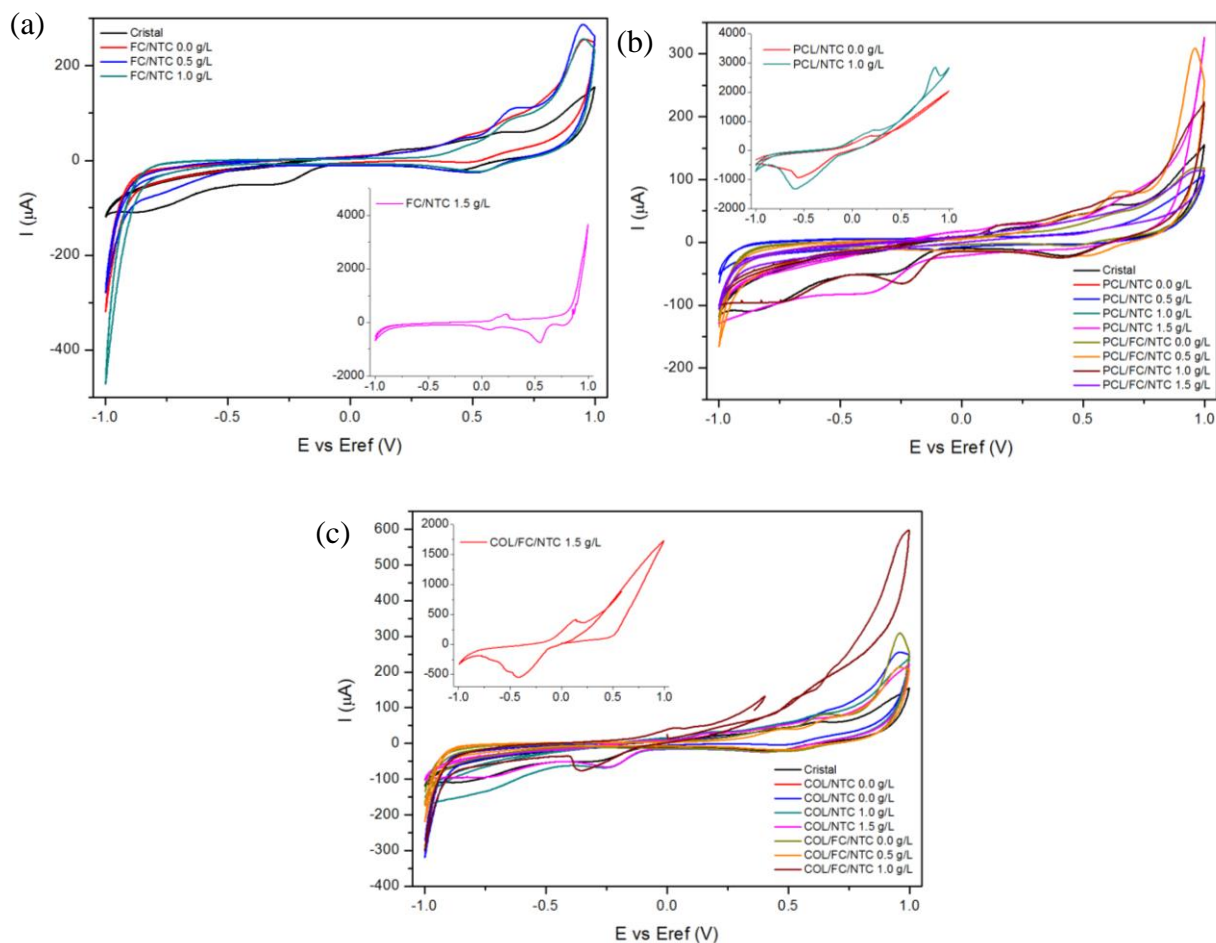 (a)
Cristal
FC/NTC 0.0 g/L
FC/NTC 0.5 g/L
FC/NTC 1.0 g/L
200
0
-200
-400
I (µA)
-1.0 -0.5 0.0 0.5 1.0
E vs Eref (V)
FC/NTC 1.5 g/L
4000
2000
0
-2000
-1.0 -0.5 0.0 0.5 1.0
(b)
300
200
100
0
-100
-200
I (µA)
-1.0 -0.5 0.0 0.5 1.0
E vs Eref (V)
PCL/NTC 0.0 g/L
PCL/NTC 1.0 g/L
4000
3000
2000
1000
0
-1000
-2000
-1.0 -0.5 0.0 0.5 1.0
Cristal
PCL/NTC 0.0 g/L
PCL/NTC 0.5 g/L
PCL/NTC 1.0 g/L
PCL/NTC 1.5 g/L
PCL/FC/NTC 0.0 g/L
PCL/FC/NTC 0.5 g/L
PCL/FC/NTC 1.0 g/L
PCL/FC/NTC 1.5 g/L
(c)
600
500
400
300
200
100
0
-100
-200
-300
-400
I (µA)
-1.0 -0.5 0.0 0.5 1.0
E vs Eref (V)
COL/FC/NTC 1.5 g/L
2000
1500
1000
500
0
-500
-1.0 -0.5 0.0 0.5 1.0
Cristal
COL/NTC 0.0 g/L
COL/NTC 0.0 g/L
COL/NTC 1.0 g/L
COL/NTC 1.5 g/L
COL/FC/NTC 0.0 g/L
COL/FC/NTC 0.5 g/L
COL/FC/NTC 1.0 g/L